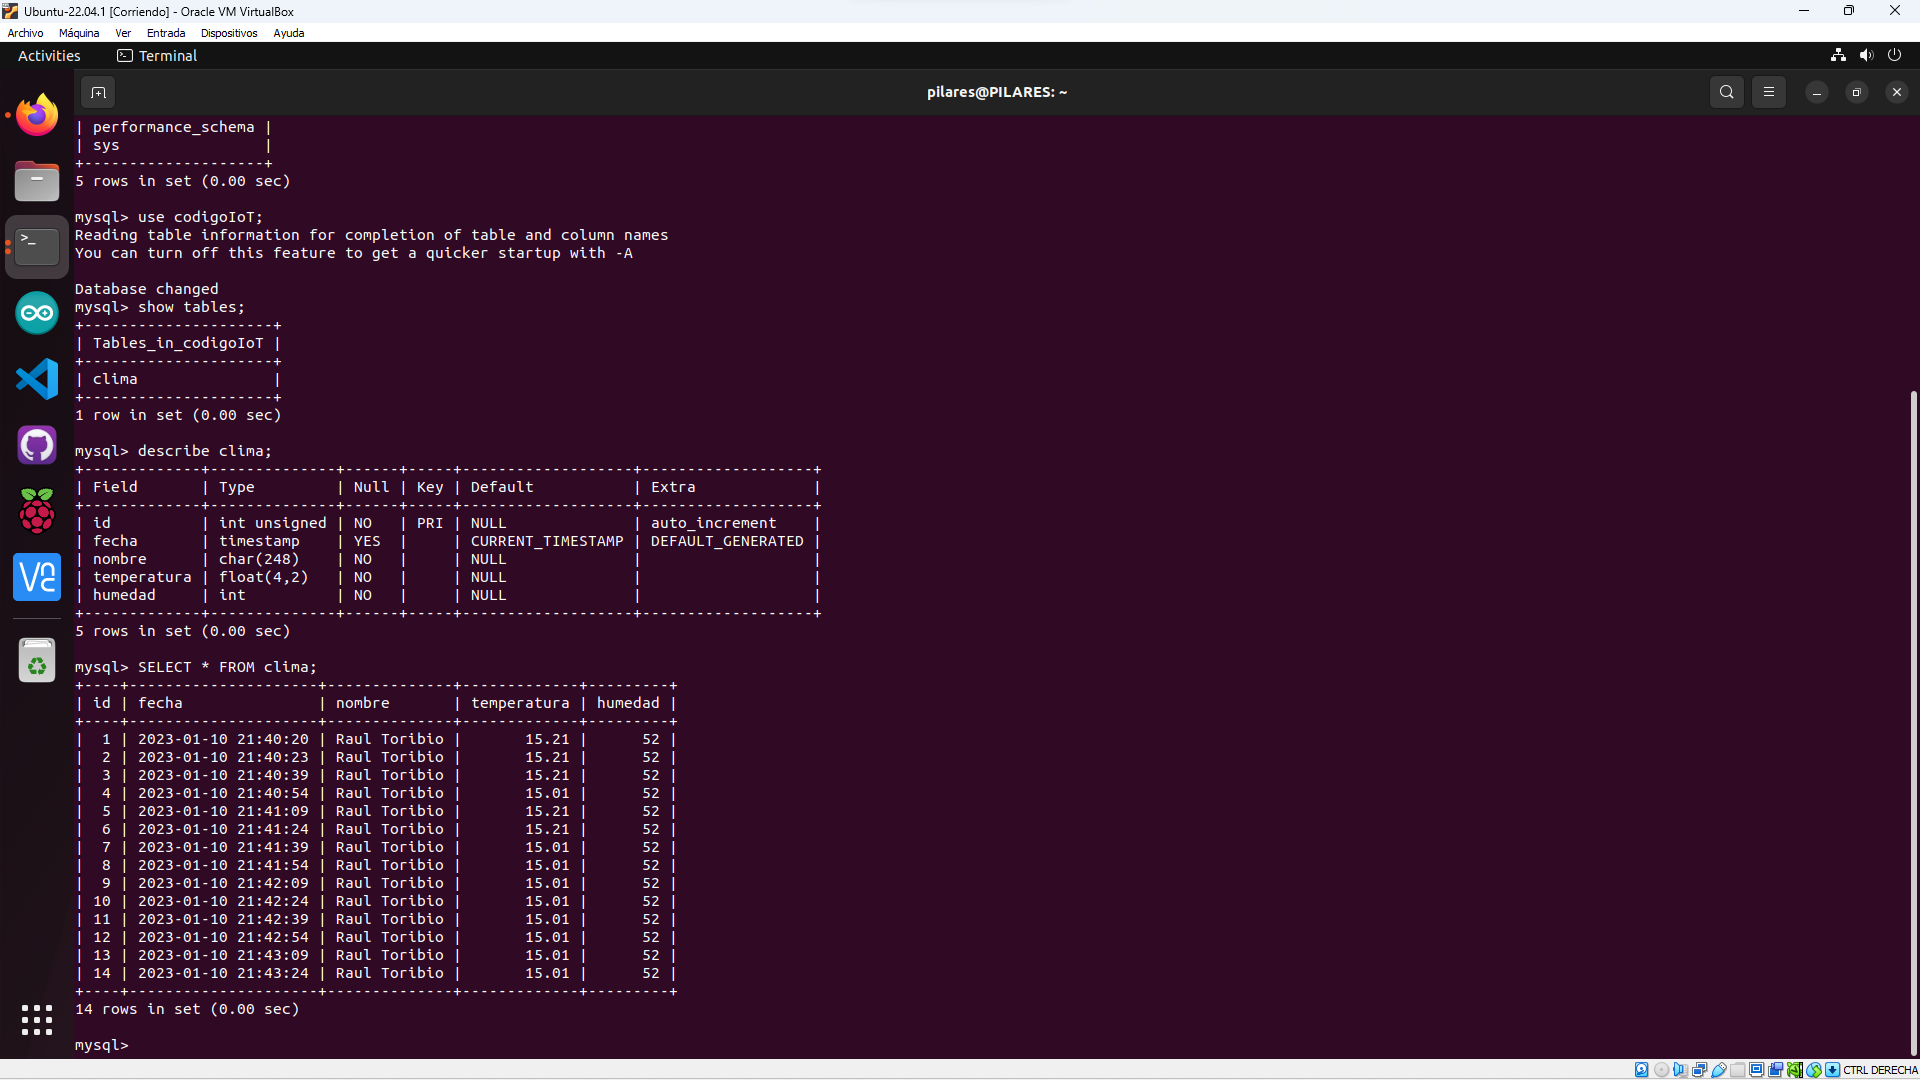 Ubuntu-22.04.1 [Corriendo] - Oracle VM VirtualBox
Archivo Máquina Ver Entrada Dispositivos Ayuda
Activities Terminal
pilares@PILARES: ~
| performance_schema |
| sys                |
+--------------------+
5 rows in set (0.00 sec)

mysql> use codigoIoT;
Reading table information for completion of table and column names
You can turn off this feature to get a quicker startup with -A

Database changed
mysql> show tables;
+---------------------+
| Tables_in_codigoIoT |
+---------------------+
| clima               |
+---------------------+
1 row in set (0.00 sec)

mysql> describe clima;
+-------------+--------------+------+-----+-------------------+-------------------+
| Field       | Type         | Null | Key | Default           | Extra             |
+-------------+--------------+------+-----+-------------------+-------------------+
| id          | int unsigned | NO   | PRI | NULL              | auto_increment    |
| fecha       | timestamp    | YES  |     | CURRENT_TIMESTAMP | DEFAULT_GENERATED |
| nombre      | char(248)    | NO   |     | NULL              |                   |
| temperatura | float(4,2)   | NO   |     | NULL              |                   |
| humedad     | int          | NO   |     | NULL              |                   |
+-------------+--------------+------+-----+-------------------+-------------------+
5 rows in set (0.00 sec)

mysql> SELECT * FROM clima;
+----+---------------------+--------------+-------------+---------+
| id | fecha               | nombre       | temperatura | humedad |
+----+---------------------+--------------+-------------+---------+
|  1 | 2023-01-10 21:40:20 | Raul Toribio |       15.21 |      52 |
|  2 | 2023-01-10 21:40:23 | Raul Toribio |       15.21 |      52 |
|  3 | 2023-01-10 21:40:39 | Raul Toribio |       15.21 |      52 |
|  4 | 2023-01-10 21:40:54 | Raul Toribio |       15.01 |      52 |
|  5 | 2023-01-10 21:41:09 | Raul Toribio |       15.21 |      52 |
|  6 | 2023-01-10 21:41:24 | Raul Toribio |       15.21 |      52 |
|  7 | 2023-01-10 21:41:39 | Raul Toribio |       15.01 |      52 |
|  8 | 2023-01-10 21:41:54 | Raul Toribio |       15.01 |      52 |
|  9 | 2023-01-10 21:42:09 | Raul Toribio |       15.01 |      52 |
| 10 | 2023-01-10 21:42:24 | Raul Toribio |       15.01 |      52 |
| 11 | 2023-01-10 21:42:39 | Raul Toribio |       15.01 |      52 |
| 12 | 2023-01-10 21:42:54 | Raul Toribio |       15.01 |      52 |
| 13 | 2023-01-10 21:43:09 | Raul Toribio |       15.01 |      52 |
| 14 | 2023-01-10 21:43:24 | Raul Toribio |       15.01 |      52 |
+----+---------------------+--------------+-------------+---------+
14 rows in set (0.00 sec)

mysql>
CTRL DERECHA